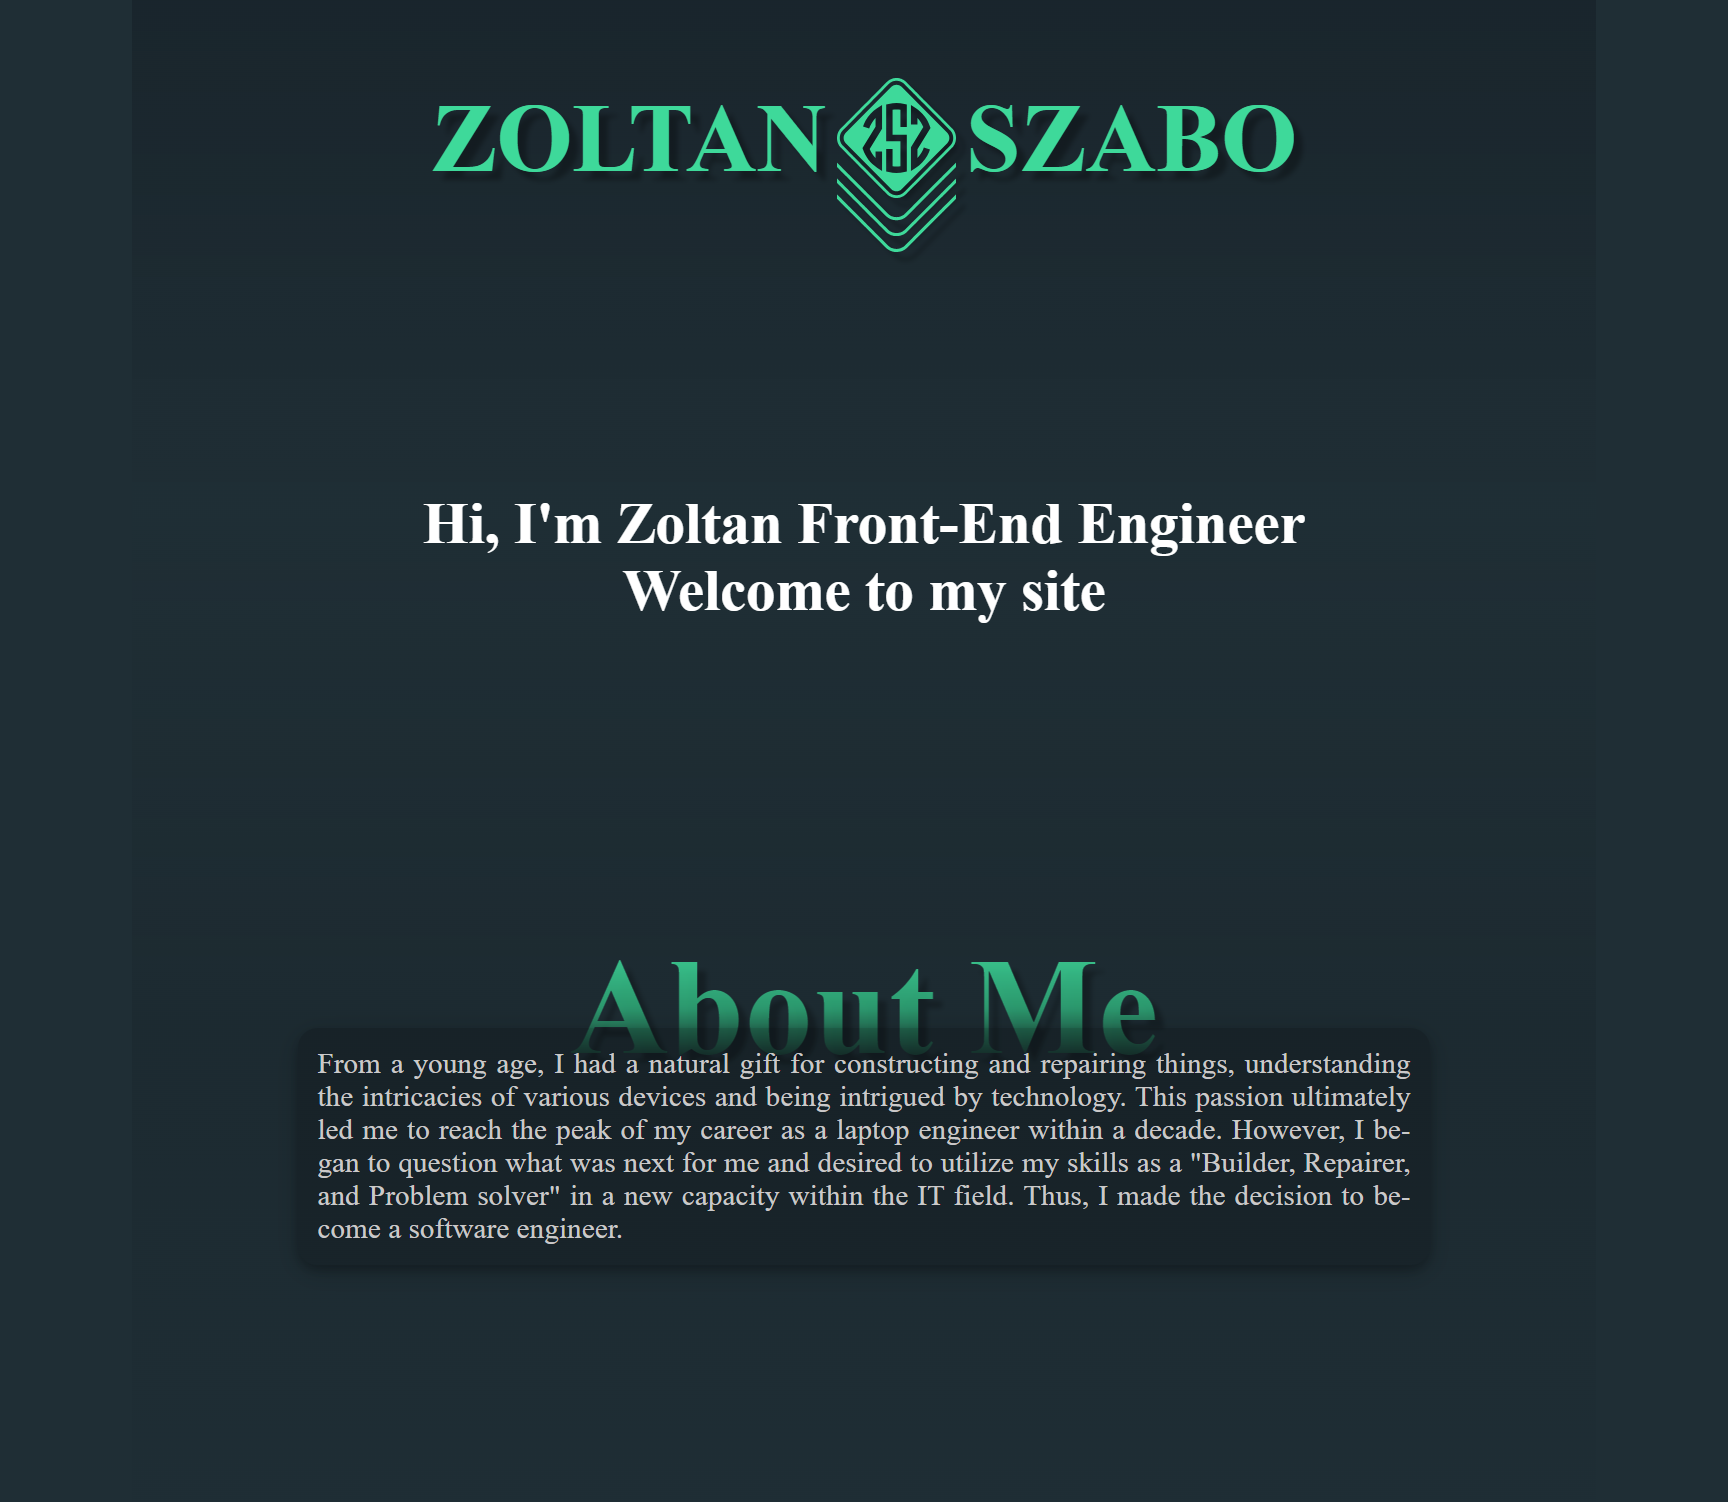 ZOLTAN ZSZ SZABO
Hi, I'm Zoltan Front-End Engineer
Welcome to my site
About Me
From a young age, I had a natural gift for constructing and repairing things, understanding
the intricacies of various devices and being intrigued by technology. This passion ultimately
led me to reach the peak of my career as a laptop engineer within a decade. However, I be-
gan to question what was next for me and desired to utilize my skills as a "Builder, Repairer,
and Problem solver" in a new capacity within the IT field. Thus, I made the decision to be-
come a software engineer.